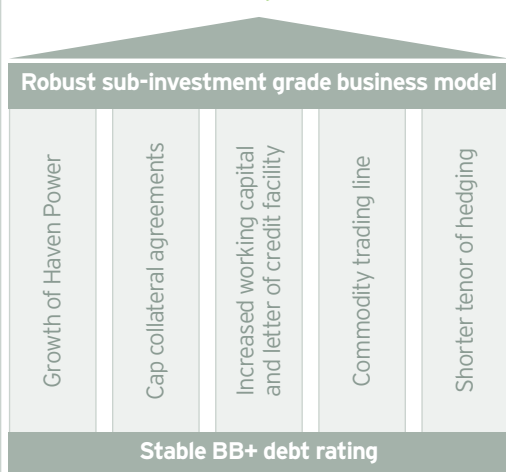 Robust sub-investment grade business model
Growth of Haven Power
Cap collateral agreements
Increased working capital
and letter of credit facility
Commodity trading line
Shorter tenor of hedging
Stable BB+ debt rating